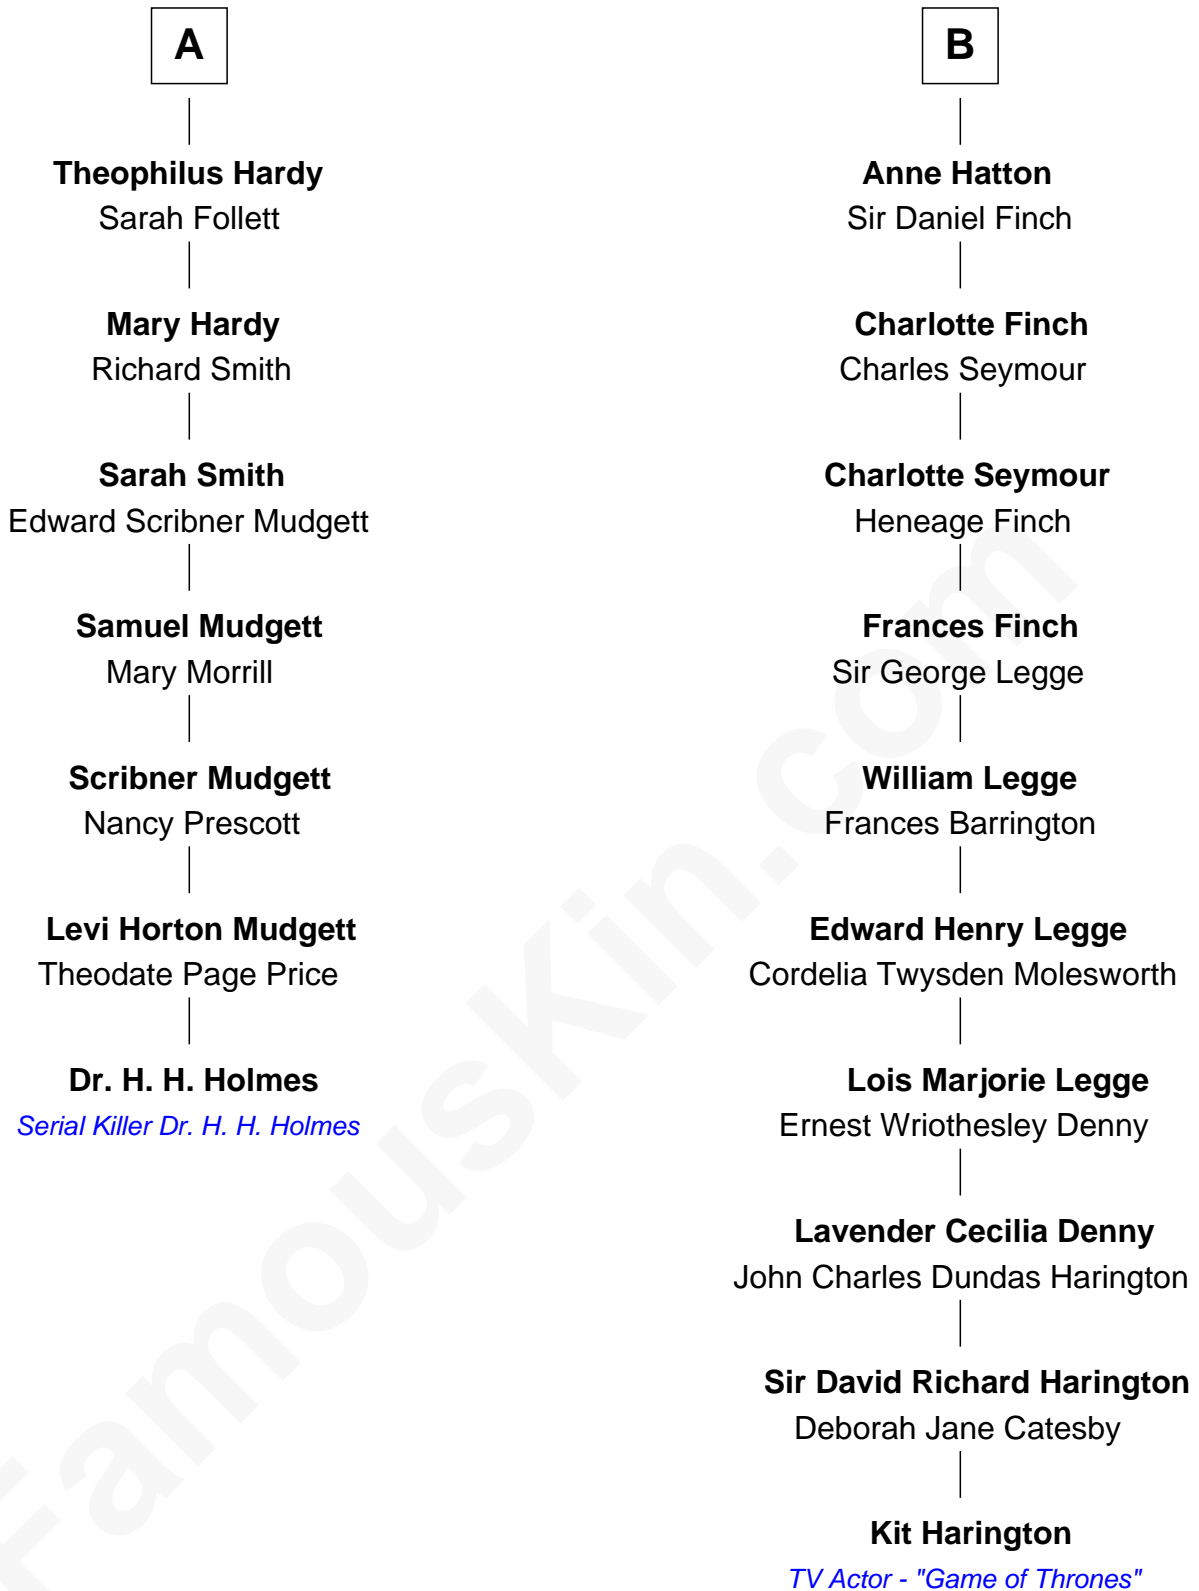 A
Theophilus Hardy
Sarah Follett
Mary Hardy
Richard Smith
Sarah Smith
Edward Scribner Mudgett
Samuel Mudgett
Mary Morrill
Scribner Mudgett
Nancy Prescott
Levi Horton Mudgett
Theodate Page Price
Dr. H. H. Holmes
Serial Killer Dr. H. H. Holmes
B
Anne Hatton
Sir Daniel Finch
Charlotte Finch
Charles Seymour
Charlotte Seymour
Heneage Finch
Frances Finch
Sir George Legge
William Legge
Frances Barrington
Edward Henry Legge
Cordelia Twysden Molesworth
Lois Marjorie Legge
Ernest Wriothesley Denny
Lavender Cecilia Denny
John Charles Dundas Harington
Sir David Richard Harington
Deborah Jane Catesby
Kit Harington
TV Actor - "Game of Thrones"
FamousKin.com